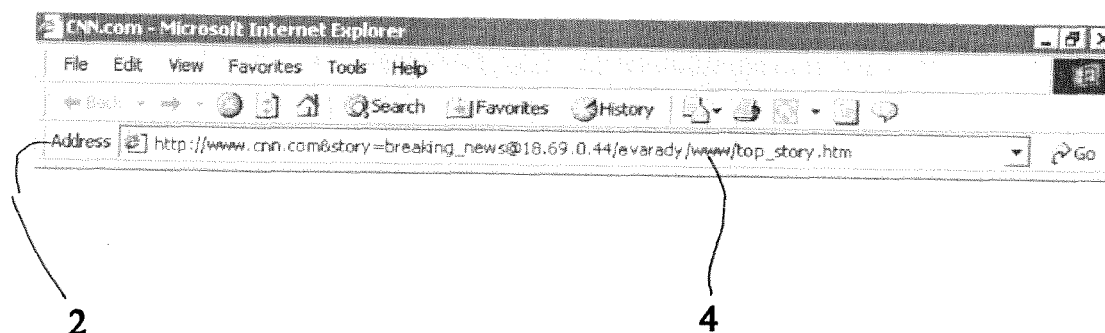 CNN.com - Microsoft Internet Explorer
File Edit View Favorites Tools Help
Back Search Favorites History
Address http://www.cnn.com&story=breaking_news@18.69.0.44/evarady/www/top_story.htm Go
2 4